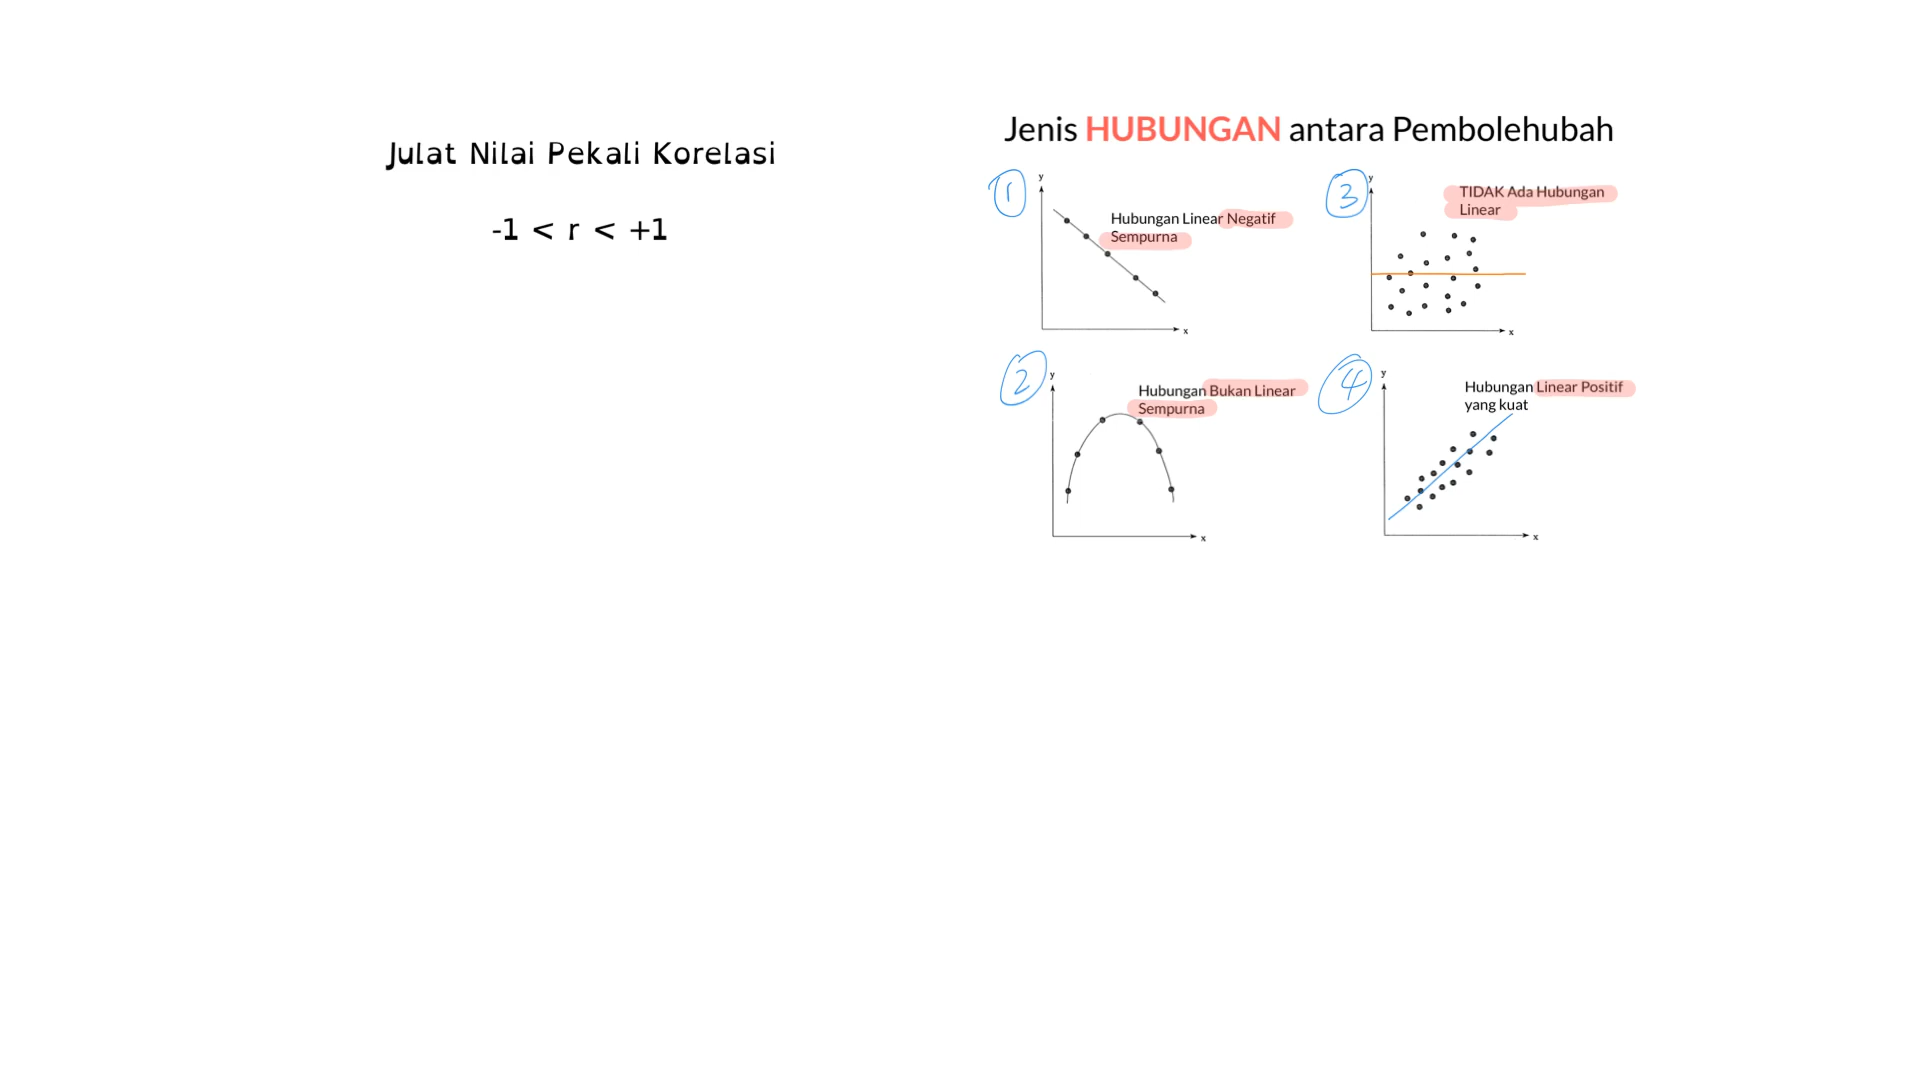 Julat Nilai Pekali Korelasi
-1 < r < +1
Jenis HUBUNGAN antara Pembolehubah
1
y
Hubungan Linear Negatif
Sempurna
x
3
y
TIDAK Ada Hubungan
Linear
x
2
y
Hubungan Bukan Linear
Sempurna
x
4
y
Hubungan Linear Positif
yang kuat
x